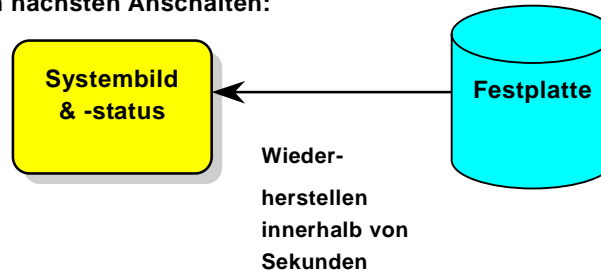 nächsten Anschalten:
Systembild
& -status
Festplatte
Wieder-
herstellen
innerhalb von
Sekunden